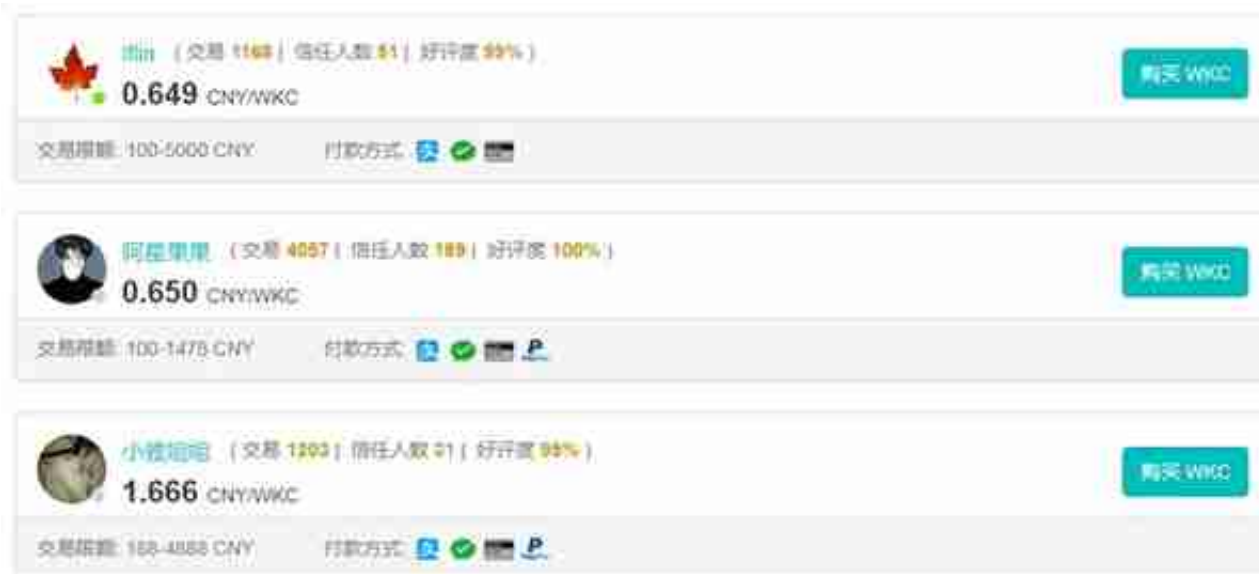 (交易 1168 | 信任人数 51 | 好评度 99%)
0.649 CNY/WKC
购买 WKC
交易限额: 100-5000 CNY 付款方式:
阿星果果 (交易 4057 | 信任人数 189 | 好评度 100%)
0.650 CNY/WKC
购买 WKC
交易限额: 100-1478 CNY 付款方式:
(交易 1203 | 信任人数 31 | 好评度 99%)
1.666 CNY/WKC
购买 WKC
交易限额: 188-4888 CNY 付款方式: